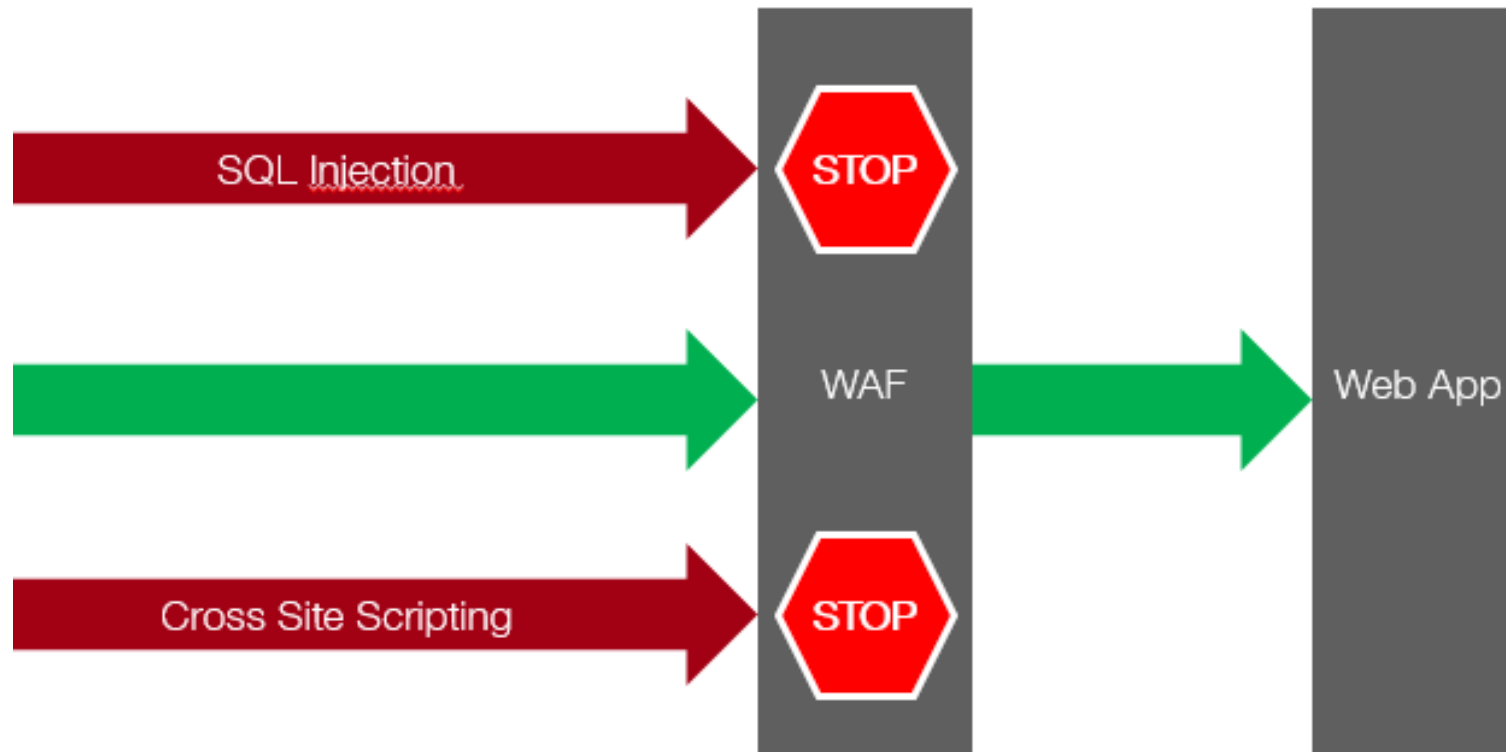 SQL Injection
STOP
WAF
Web App
Cross Site Scripting
STOP